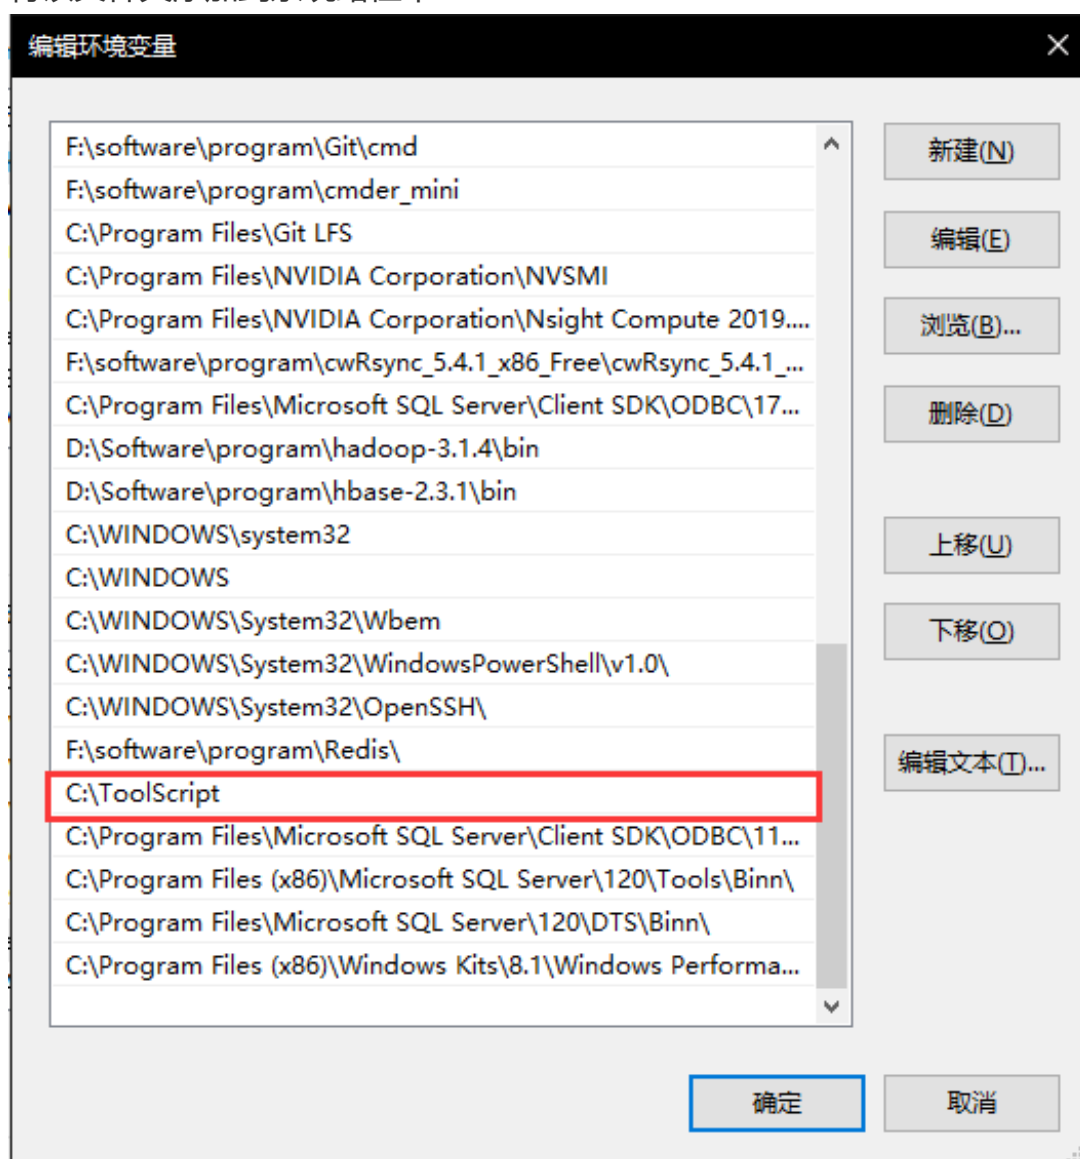 编辑环境变量
F:\software\program\Git\cmd
F:\software\program\cmder_mini
C:\Program Files\Git LFS
C:\Program Files\NVIDIA Corporation\NVSMI
C:\Program Files\NVIDIA Corporation\Nsight Compute 2019....
F:\software\program\cwRsync_5.4.1_x86_Free\cwRsync_5.4.1_...
C:\Program Files\Microsoft SQL Server\Client SDK\ODBC\17...
D:\Software\program\hadoop-3.1.4\bin
D:\Software\program\hbase-2.3.1\bin
C:\WINDOWS\system32
C:\WINDOWS
C:\WINDOWS\System32\Wbem
C:\WINDOWS\System32\WindowsPowerShell\v1.0\
C:\WINDOWS\System32\OpenSSH\
F:\software\program\Redis\
C:\ToolScript
C:\Program Files\Microsoft SQL Server\Client SDK\ODBC\11...
C:\Program Files (x86)\Microsoft SQL Server\120\Tools\Binn\
C:\Program Files\Microsoft SQL Server\120\DTS\Binn\
C:\Program Files (x86)\Windows Kits\8.1\Windows Performa...
新建(N)
编辑(E)
浏览(B)...
删除(D)
上移(U)
下移(O)
编辑文本(T)...
确定
取消